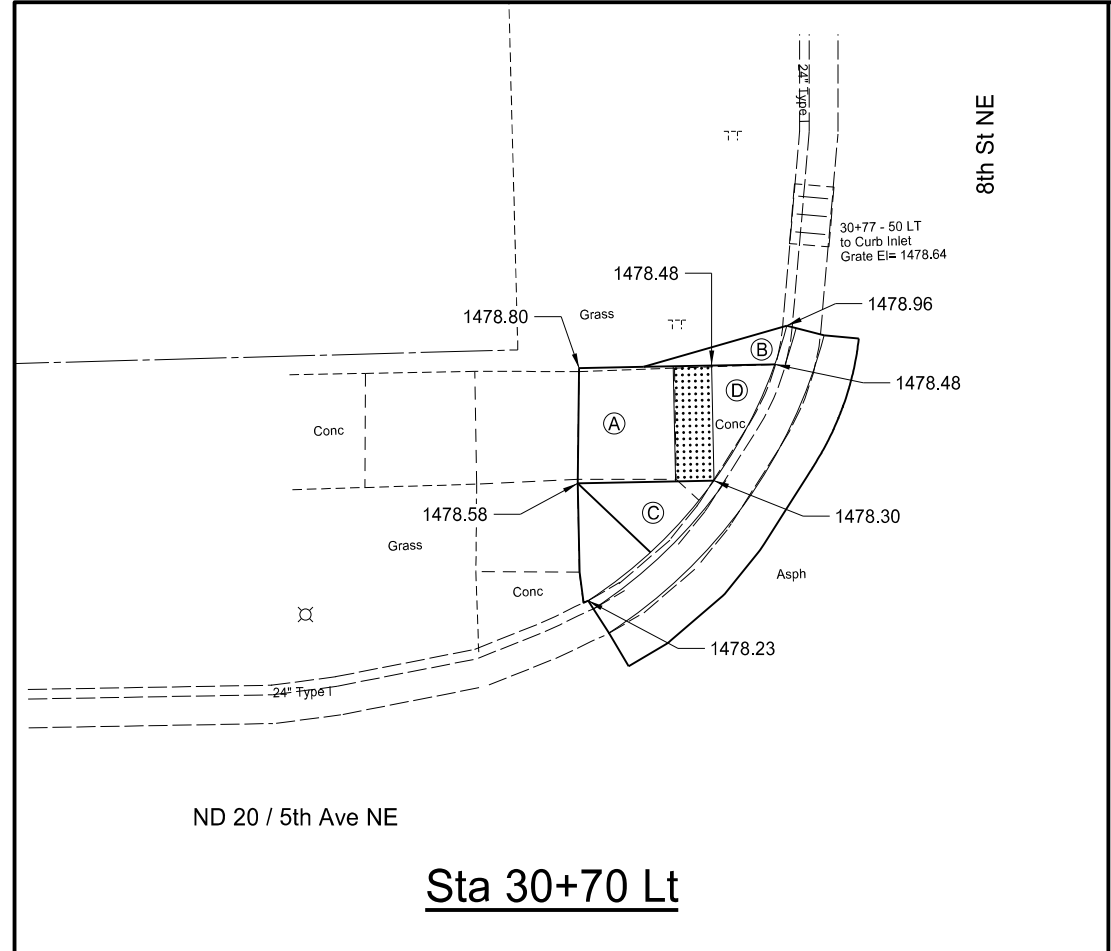 24" Type I
8th St NE
30+77 - 50 LT
to Curb Inlet
Grate El= 1478.64
1478.48
1478.96
1478.80
Grass
B
1478.48
D
A
Conc
Conc
1478.58
C
1478.30
Grass
Asph
Conc
1478.23
24" Type I
ND 20 / 5th Ave NE
Sta 30+70 Lt